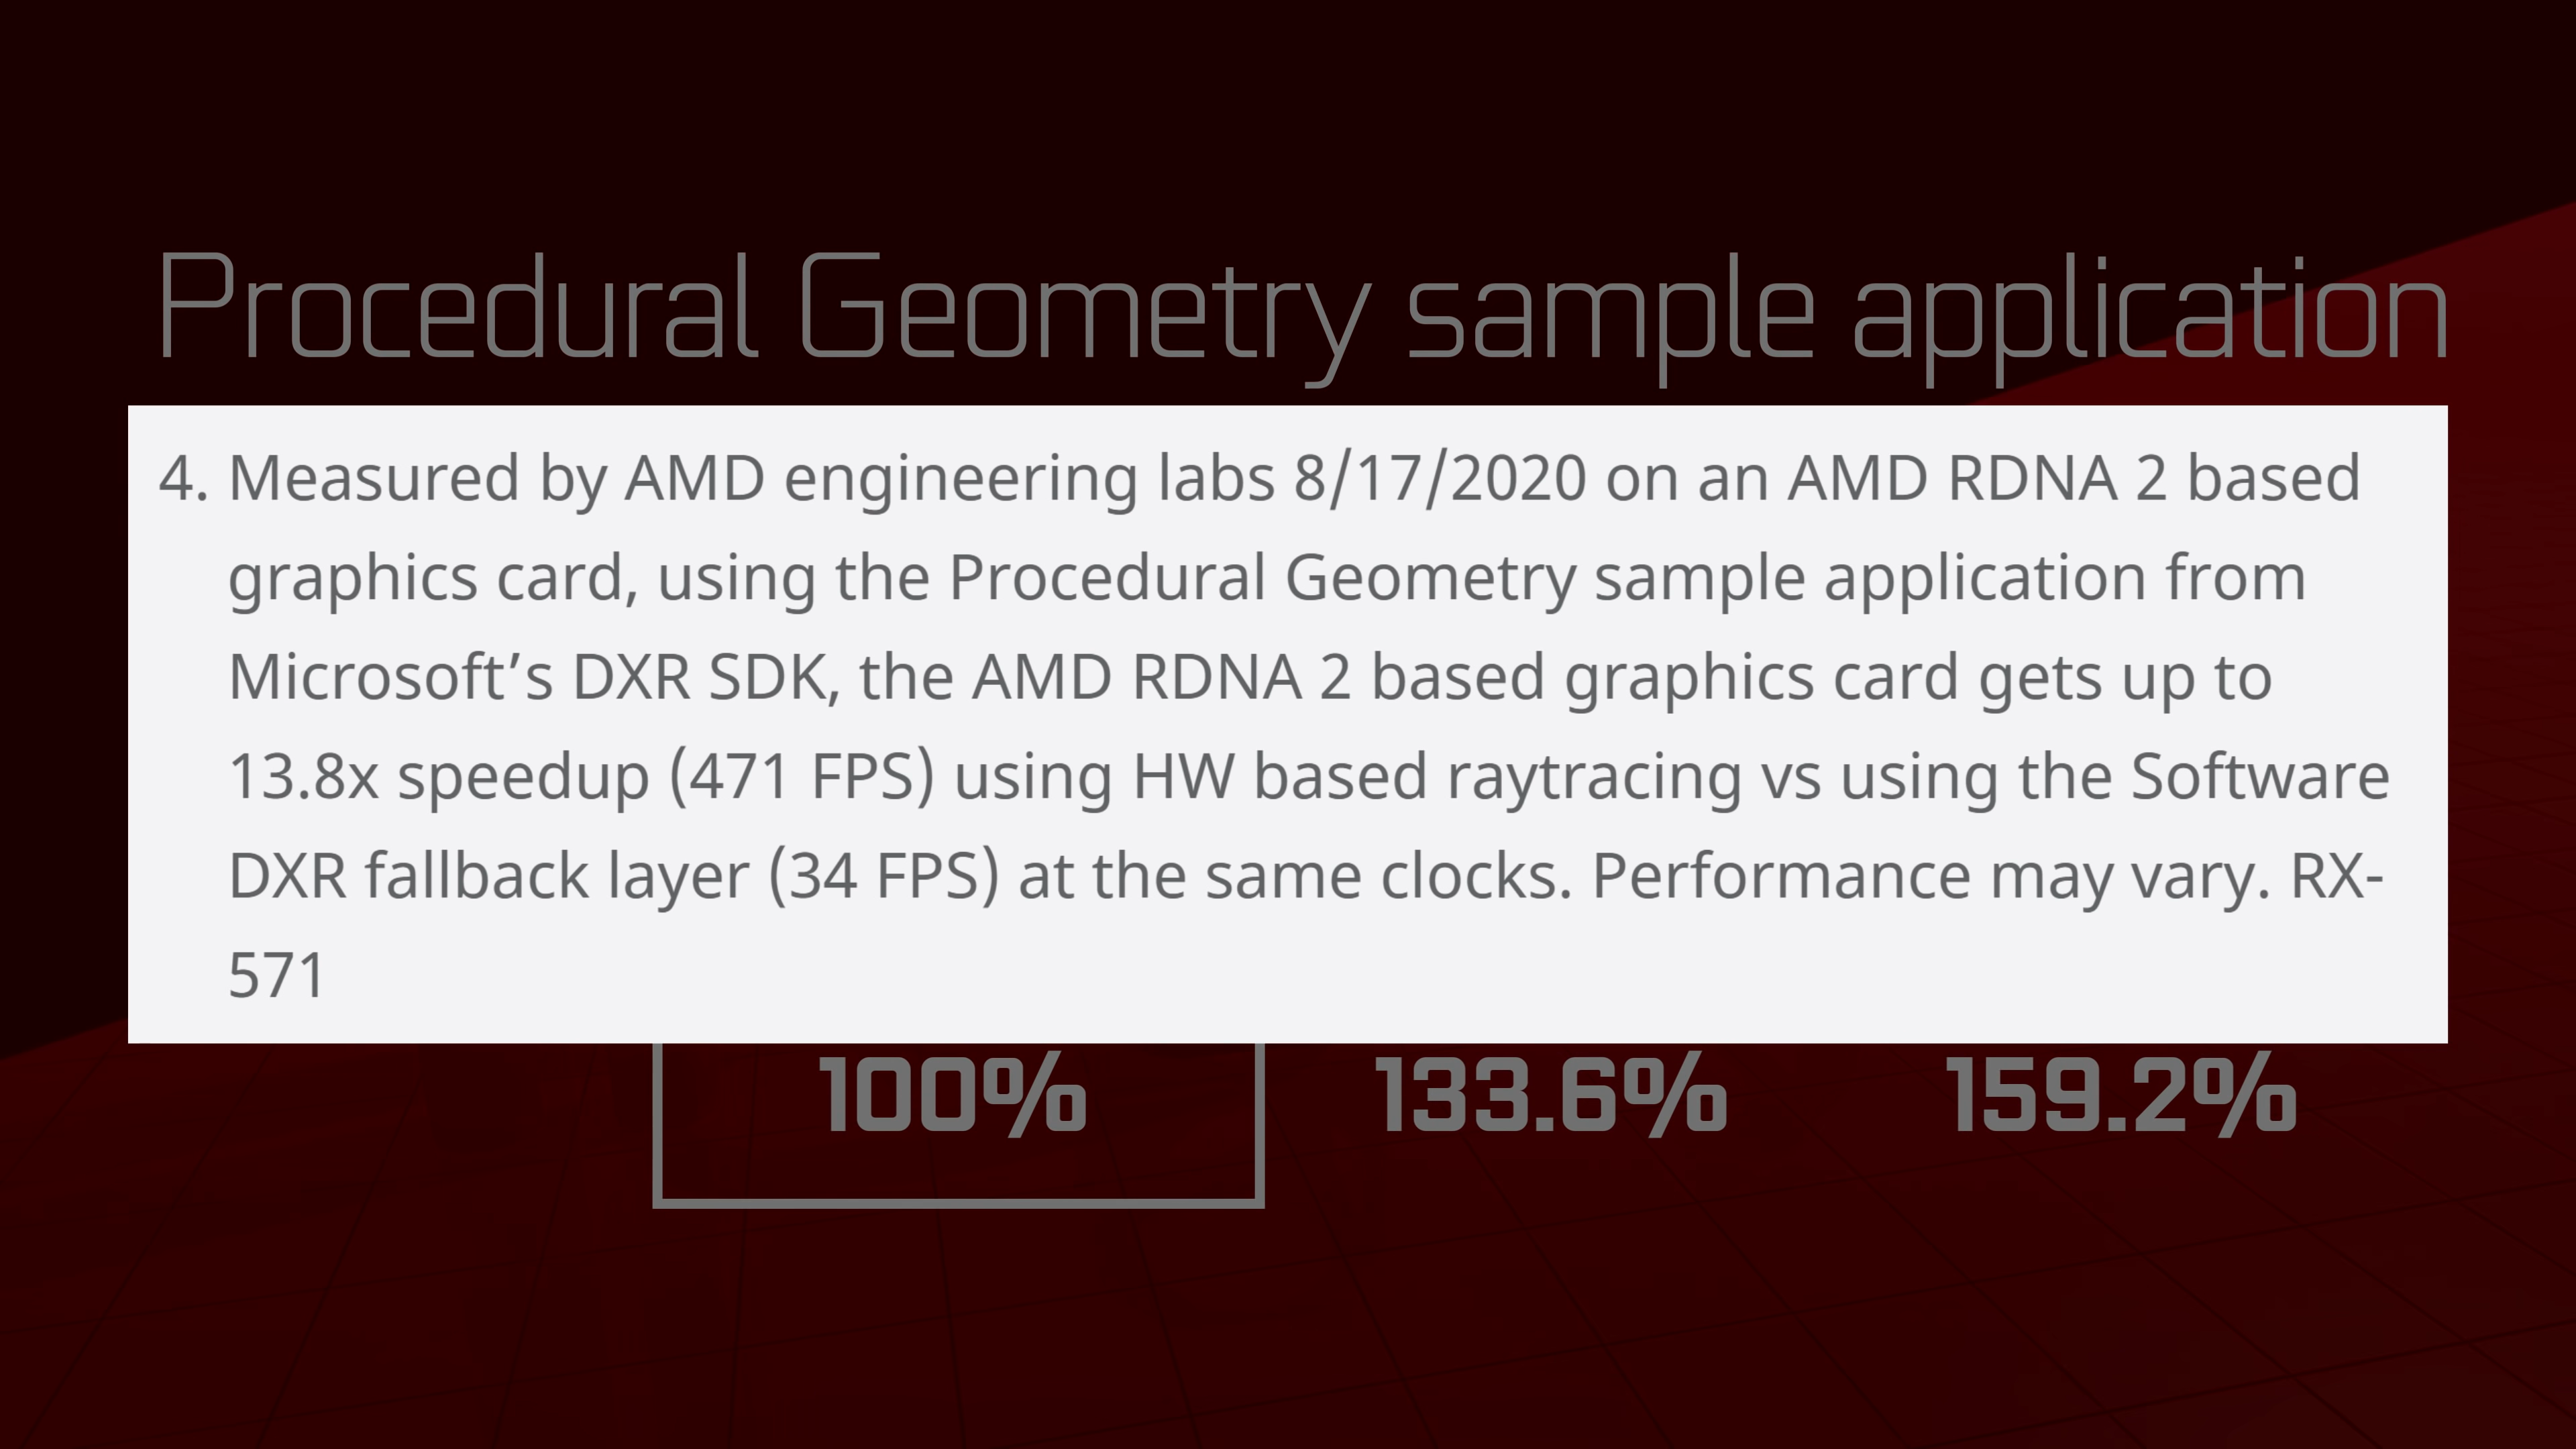 Procedural Geometry sample application
4. Measured by AMD engineering labs 8/17/2020 on an AMD RDNA 2 based
graphics card, using the Procedural Geometry sample application from
Microsoft’s DXR SDK, the AMD RDNA 2 based graphics card gets up to
13.8x speedup (471 FPS) using HW based raytracing vs using the Software
DXR fallback layer (34 FPS) at the same clocks. Performance may vary. RX-
571
100% 133.6% 159.2%